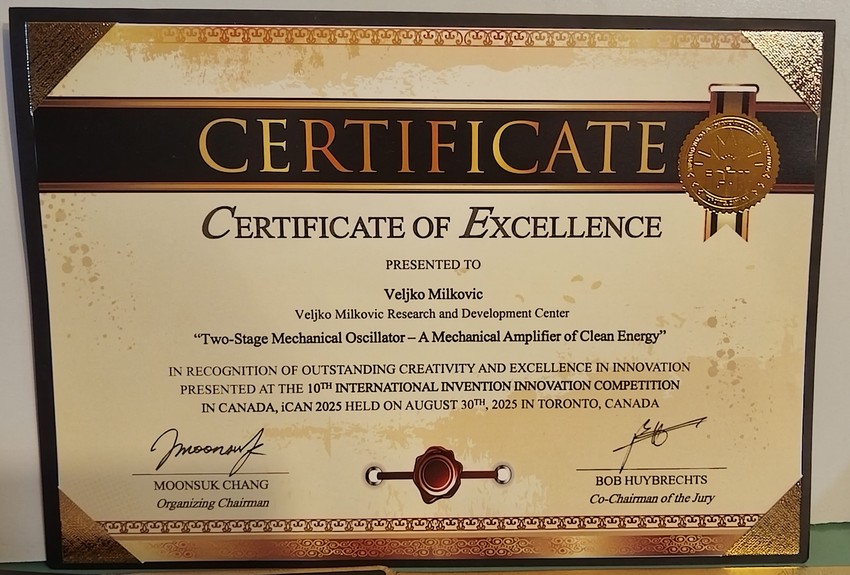 CERTIFICATE
CERTIFICATE OF EXCELLENCE
PRESENTED TO
Veljko Milkovic
Veljko Milkovic Research and Development Center
“Two-Stage Mechanical Oscillator – A Mechanical Amplifier of Clean Energy”
IN RECOGNITION OF OUTSTANDING CREATIVITY AND EXCELLENCE IN INNOVATION
PRESENTED AT THE 10TH INTERNATIONAL INVENTION INNOVATION COMPETITION
IN CANADA, iCAN 2025 HELD ON AUGUST 30TH, 2025 IN TORONTO, CANADA
MOONSUK CHANG
Organizing Chairman
BOB HUYBRECHTS
Co-Chairman of the Jury